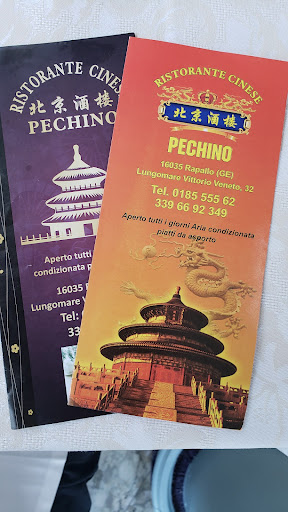 RISTORANTE CINESE
北京酒楼
PECHINO
Aperto tutti
condizionata p
16035
Lungomare V
Tel:
33
RISTORANTE CINESE
北京酒楼
PECHINO
16035 Rapallo (GE)
Lungomare Vittorio Veneto, 32
Tel. 0185 555 62
339 66 92 349
Aperto tutti i giorni Aria condizionata
piatti da asporto